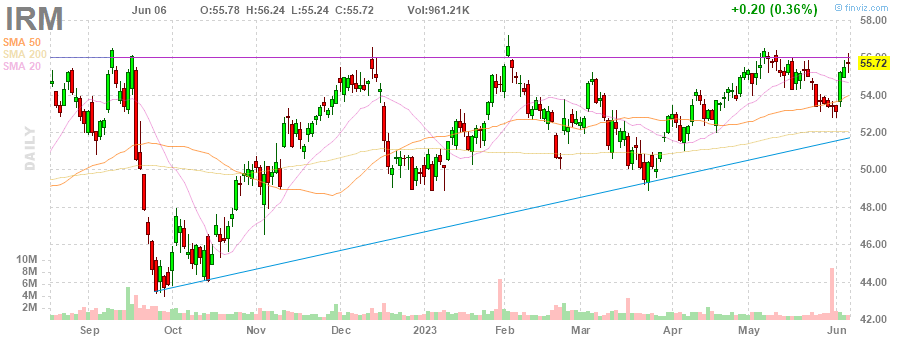 IRM Jun 06 O:55.78 H:56.24 L:55.24 C:55.72 Vol:961.21K +0.20 (0.36%) © finviz.com
58.00
SMA 50
SMA 200
SMA 20
56.00
55.72
54.00
DAILY
52.00
50.00
48.00
46.00
10M
8M
6M
44.00
4M
2M
42.00
Sep Oct Nov Dec 2023 Feb Mar Apr May Jun